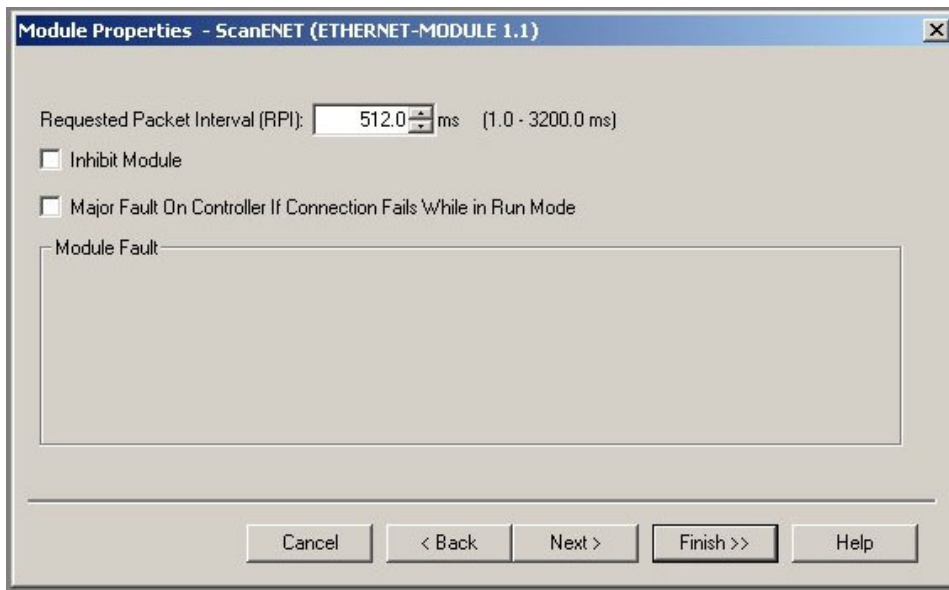 Module Properties - ScanENET (ETHERNET-MODULE 1.1)
Requested Packet Interval (RPI): 512.0 ms (1.0 - 3200.0 ms)
Inhibit Module
Major Fault On Controller If Connection Fails While in Run Mode
Module Fault
Cancel < Back Next > Finish >> Help